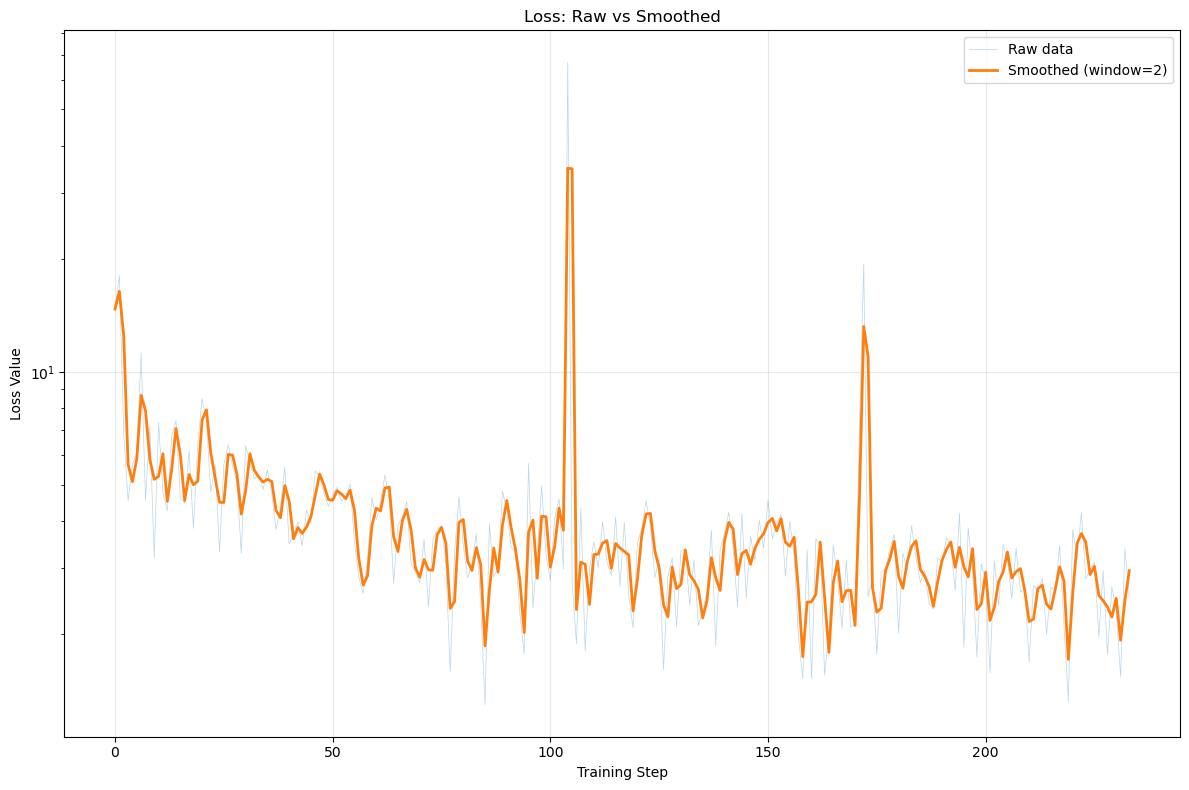 Loss: Raw vs Smoothed
Raw data
Smoothed (window=2)
Loss Value
10¹
0
50
100
150
200
Training Step